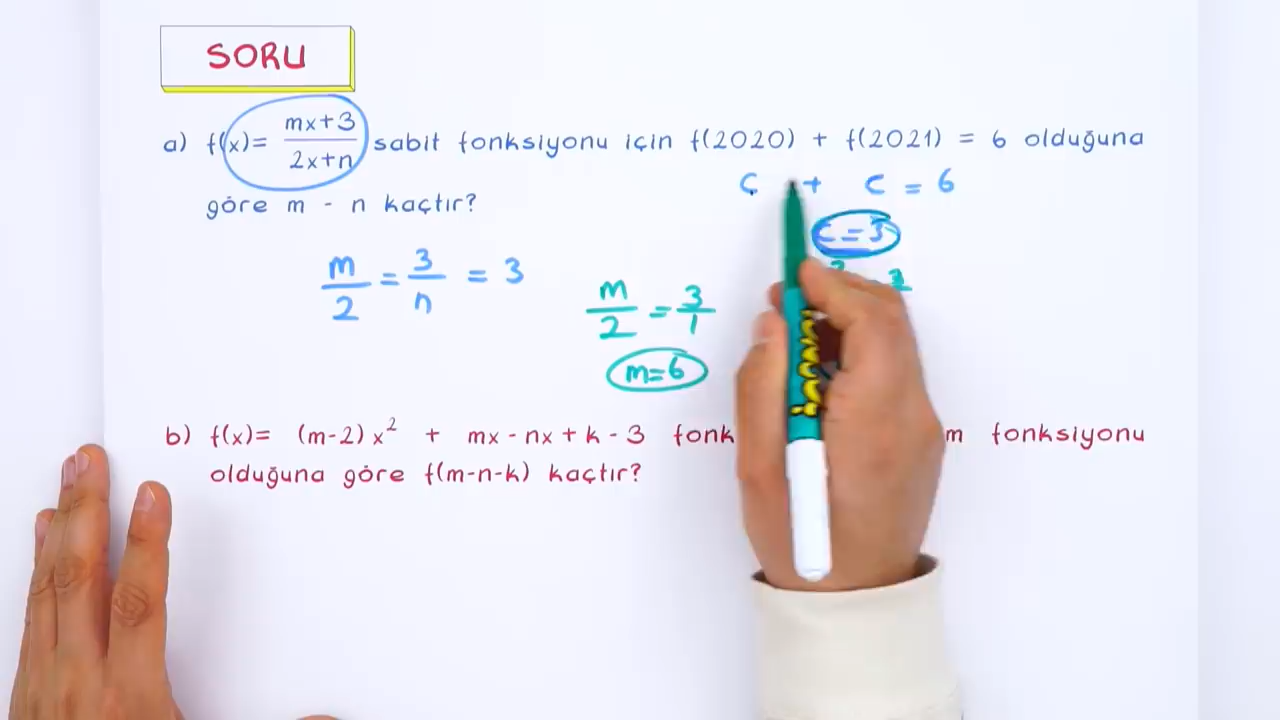 SORU
a) f(x)= mx+3 / 2x+n sabit fonksiyonu için f(2020) + f(2021) = 6 olduğuna
c + c = 6
göre m - n kaçtır?
c = 3
m/2 = 3/n = 3
m/2 = 3/1
m=6
b) f(x)= (m-2)x² + mx - nx + k - 3 m fonksiyonu
olduğuna göre f(m-n-k) kaçtır?